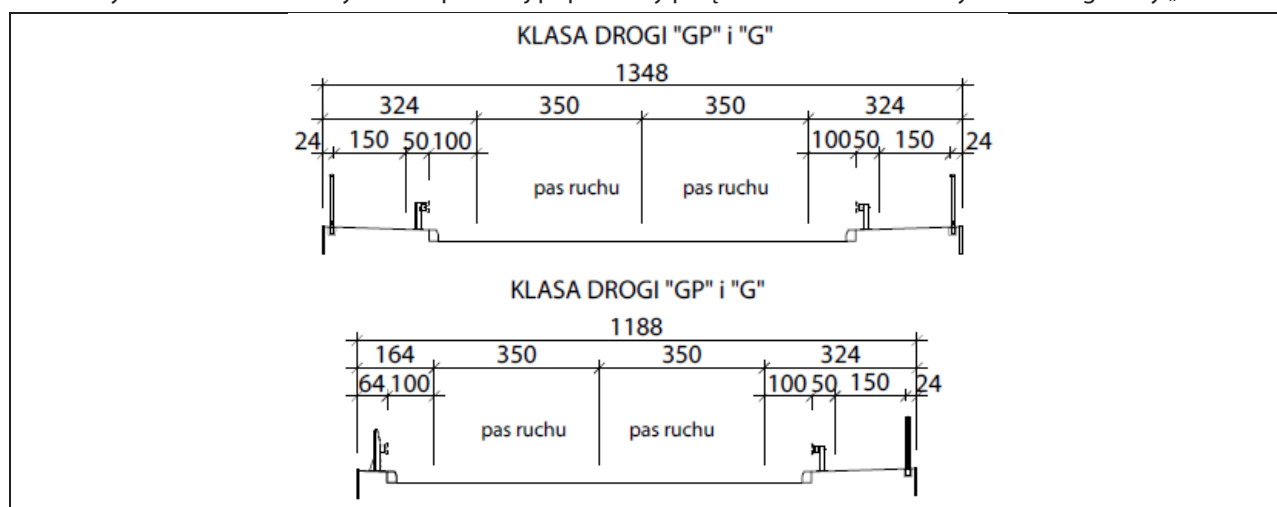 KLASA DROGI "GP" i "G"
1348
324 350 350 324
24 150 50 100 100 50 150 24
pas ruchu pas ruchu
KLASA DROGI "GP" i "G"
1188
164 350 350 324
64 100 100 50 150 24
pas ruchu pas ruchu